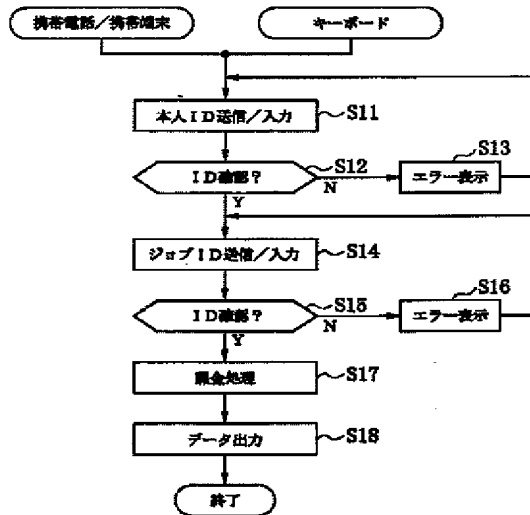 携帯電話／携帯端末
キーボード
本人ID送信／入力
S11
ID確認？
S12
N
エラー表示
S13
Y
ジョブID送信／入力
S14
ID確認？
S15
N
エラー表示
S16
Y
課金処理
S17
データ出力
S18
終了